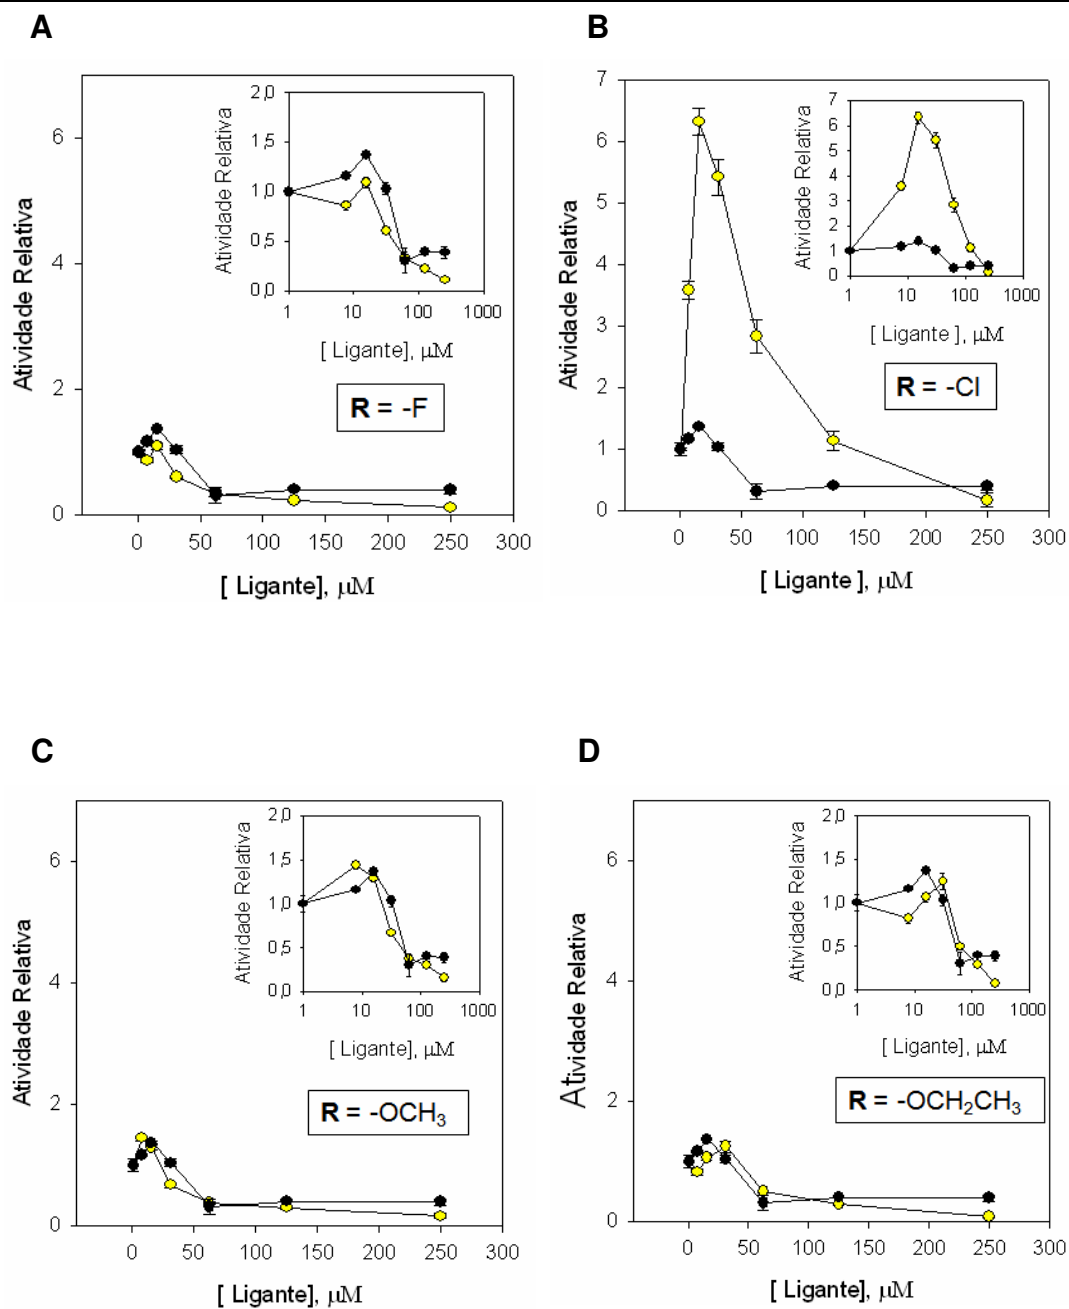 A
Atividade Relativa
6
4
2
0
0 50 100 150 200 250 300
[ Ligante], µM
Atividade Relativa
2,0
1,5
1,0
0,5
0,0
1 10 100 1000
[ Ligante], µM
R = -F
B
Atividade Relativa
7
6
5
4
3
2
1
0
0 50 100 150 200 250 300
[ Ligante ], µM
Atividade Relativa
7
6
5
4
3
2
1
0
1 10 100 1000
[ Ligante ], µM
R = -Cl
C
Atividade Relativa
6
4
2
0
0 50 100 150 200 250 300
[ Ligante], µM
Atividade Relativa
2,0
1,5
1,0
0,5
0,0
1 10 100 1000
[ Ligante], µM
R = -OCH₃
D
Atividade Relativa
6
4
2
0
0 50 100 150 200 250 300
[ Ligante], µM
Atividade Relativa
2,0
1,5
1,0
0,5
0,0
1 10 100 1000
[ Ligante], µM
R = -OCH₂CH₃